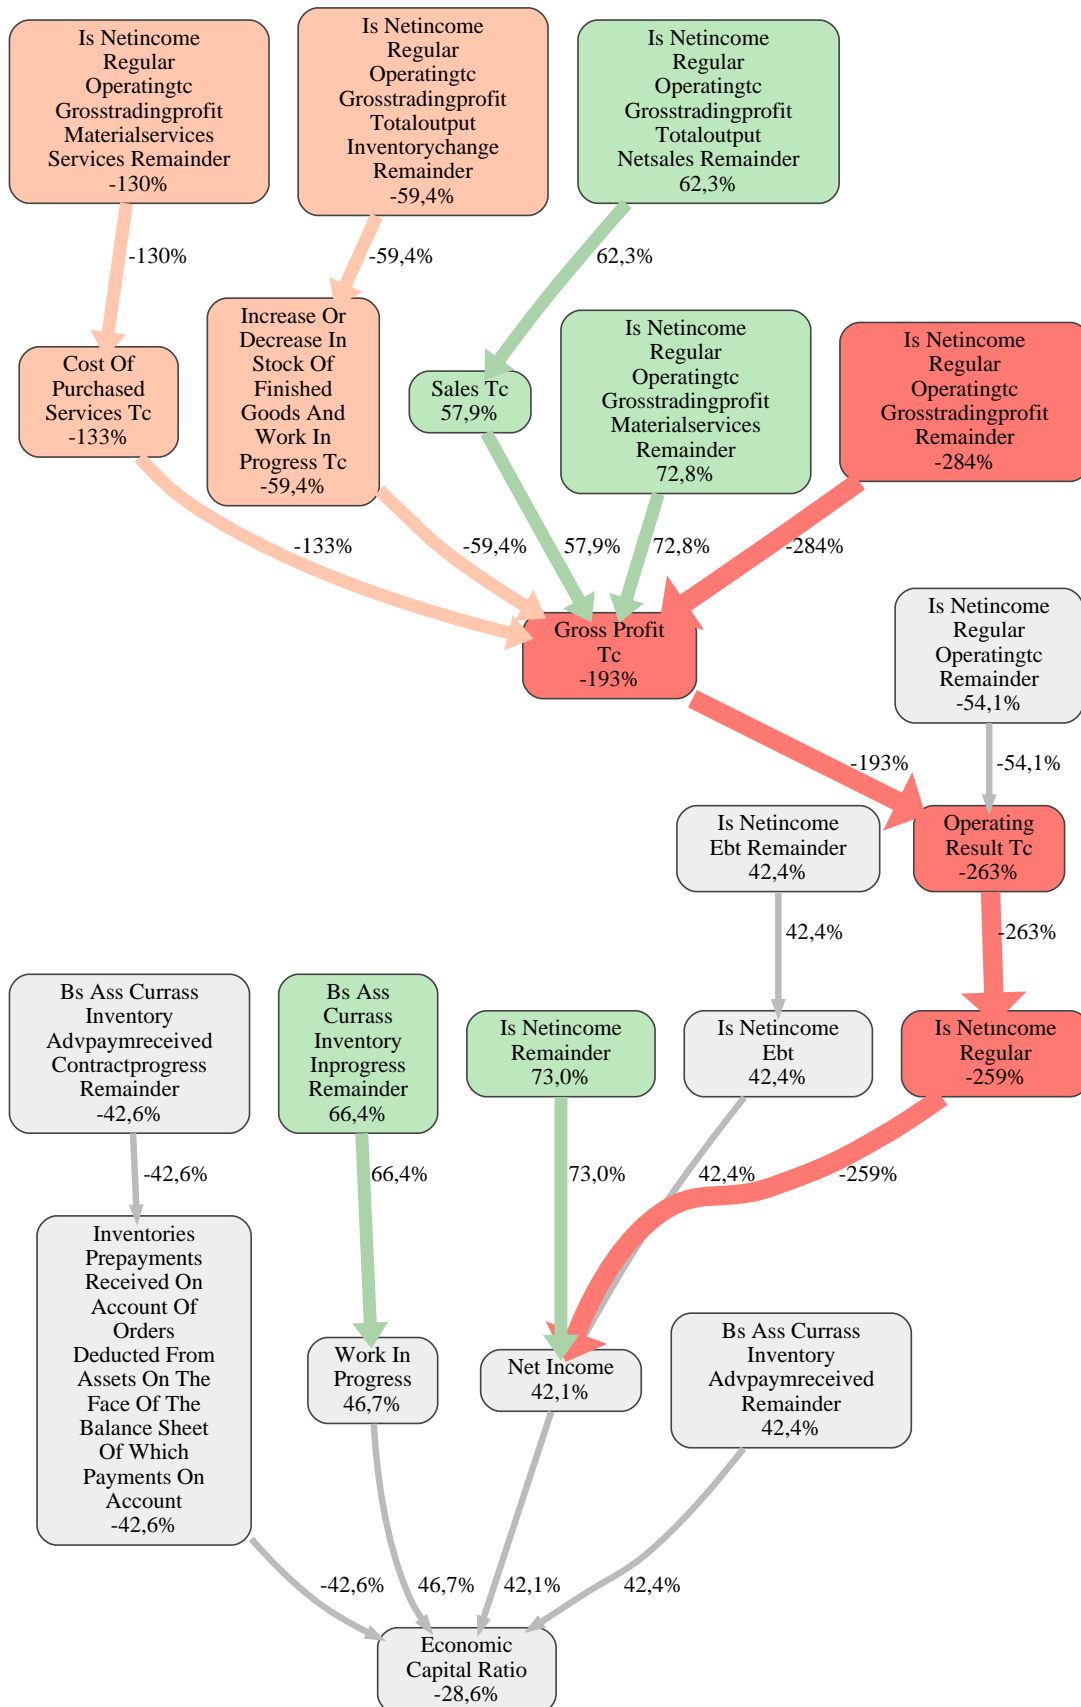 Is Netincome
Regular
Operatingtc
Grosstradingprofit
Materialservices
Services Remainder
-130%
Is Netincome
Regular
Operatingtc
Grosstradingprofit
Totaloutput
Inventorychange
Remainder
-59,4%
Is Netincome
Regular
Operatingtc
Grosstradingprofit
Totaloutput
Netsales Remainder
62,3%
-130%
-59,4%
62,3%
Cost Of
Purchased
Services Tc
-133%
Increase Or
Decrease In
Stock Of
Finished
Goods And
Work In
Progress Tc
-59,4%
Sales Tc
57,9%
Is Netincome
Regular
Operatingtc
Grosstradingprofit
Materialservices
Remainder
72,8%
Is Netincome
Regular
Operatingtc
Grosstradingprofit
Remainder
-284%
-133%
-59,4%
57,9%
72,8%
-284%
Gross Profit
Tc
-193%
Is Netincome
Regular
Operatingtc
Remainder
-54,1%
-193%
-54,1%
Is Netincome
Ebt Remainder
42,4%
Operating
Result Tc
-263%
42,4%
-263%
Bs Ass Currass
Inventory
Advpaymreceived
Contractprogress
Remainder
-42,6%
Bs Ass
Currass
Inventory
Inprogress
Remainder
66,4%
Is Netincome
Remainder
73,0%
Is Netincome
Ebt
42,4%
Is Netincome
Regular
-259%
-42,6%
66,4%
73,0%
42,4%
-259%
Inventories
Prepayments
Received On
Account Of
Orders
Deducted From
Assets On The
Face Of The
Balance Sheet
Of Which
Payments On
Account
-42,6%
Work In
Progress
46,7%
Net Income
42,1%
Bs Ass Currass
Inventory
Advpaymreceived
Remainder
42,4%
-42,6%
46,7%
42,1%
42,4%
Economic
Capital Ratio
-28,6%